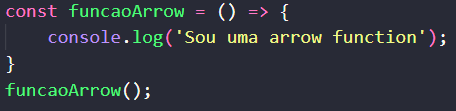 const funcaoArrow = () => {
    console.log('Sou uma arrow function');
}
funcaoArrow();